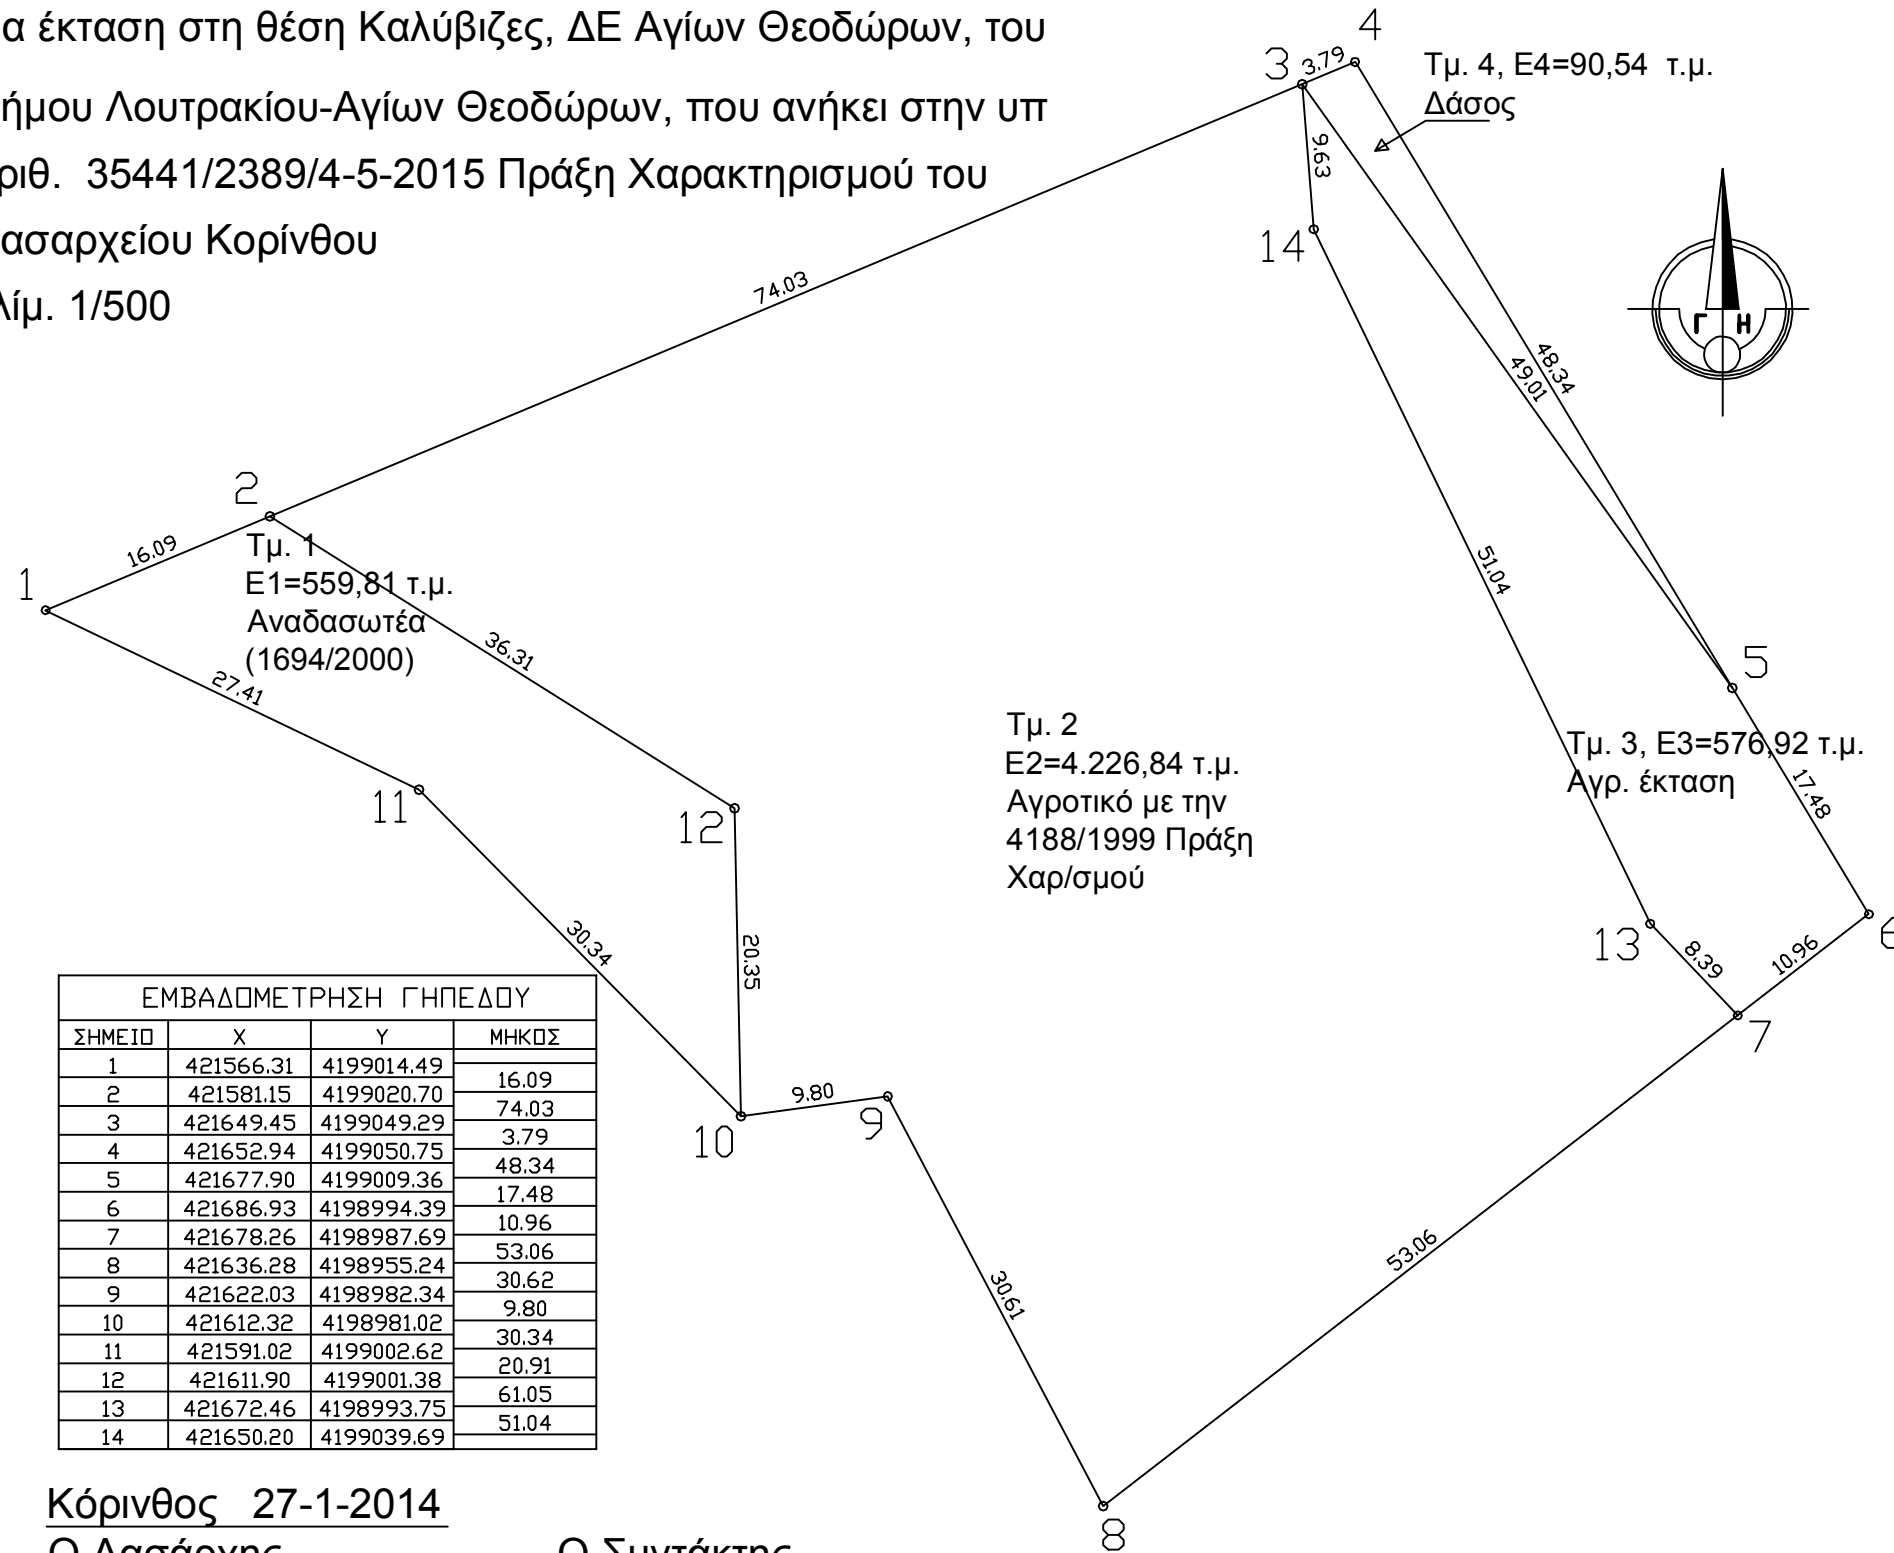 α έκταση στη θέση Καλύβιζες, ΔΕ Αγίων Θεοδώρων, του
ήμου Λουτρακίου-Αγίων Θεοδώρων, που ανήκει στην υπ
ριθ. 35441/2389/4-5-2015 Πράξη Χαρακτηρισμού του
ασαρχείου Κορίνθου
λίμ. 1/500
3
3.79
4
Τμ. 4, Ε4=90,54 τ.μ.
Δάσος
9.63
14
74.03
Γ Η
48.34
49.01
2
16.09
1
Τμ. 1
Ε1=559,81 τ.μ.
Αναδασωτέα
(1694/2000)
36.31
27.41
51.04
5
11
12
Τμ. 2
Ε2=4.226,84 τ.μ.
Αγροτικό με την
4188/1999 Πράξη
Χαρ/σμού
Τμ. 3, Ε3=576,92 τ.μ.
Αγρ. έκταση
17.48
30.34
20.35
13
8.39
10.96
6
7
9.80
10
9
53.06
30.61
8
ΕΜΒΑΔΟΜΕΤΡΗΣΗ ΓΗΠΕΔΟΥ
ΣΗΜΕΙΟ X Y ΜΗΚΟΣ
1 421566.31 4199014.49
16.09
2 421581.15 4199020.70
74.03
3 421649.45 4199049.29
3.79
4 421652.94 4199050.75
48.34
5 421677.90 4199009.36
17.48
6 421686.93 4198994.39
10.96
7 421678.26 4198987.69
53.06
8 421636.28 4198955.24
30.62
9 421622.03 4198982.34
9.80
10 421612.32 4198981.02
30.34
11 421591.02 4199002.62
20.91
12 421611.90 4199001.38
61.05
13 421672.46 4198993.75
51.04
14 421650.20 4199039.69
Κόρινθος 27-1-2014
Ο Δασάρχης Ο Συντάκτης